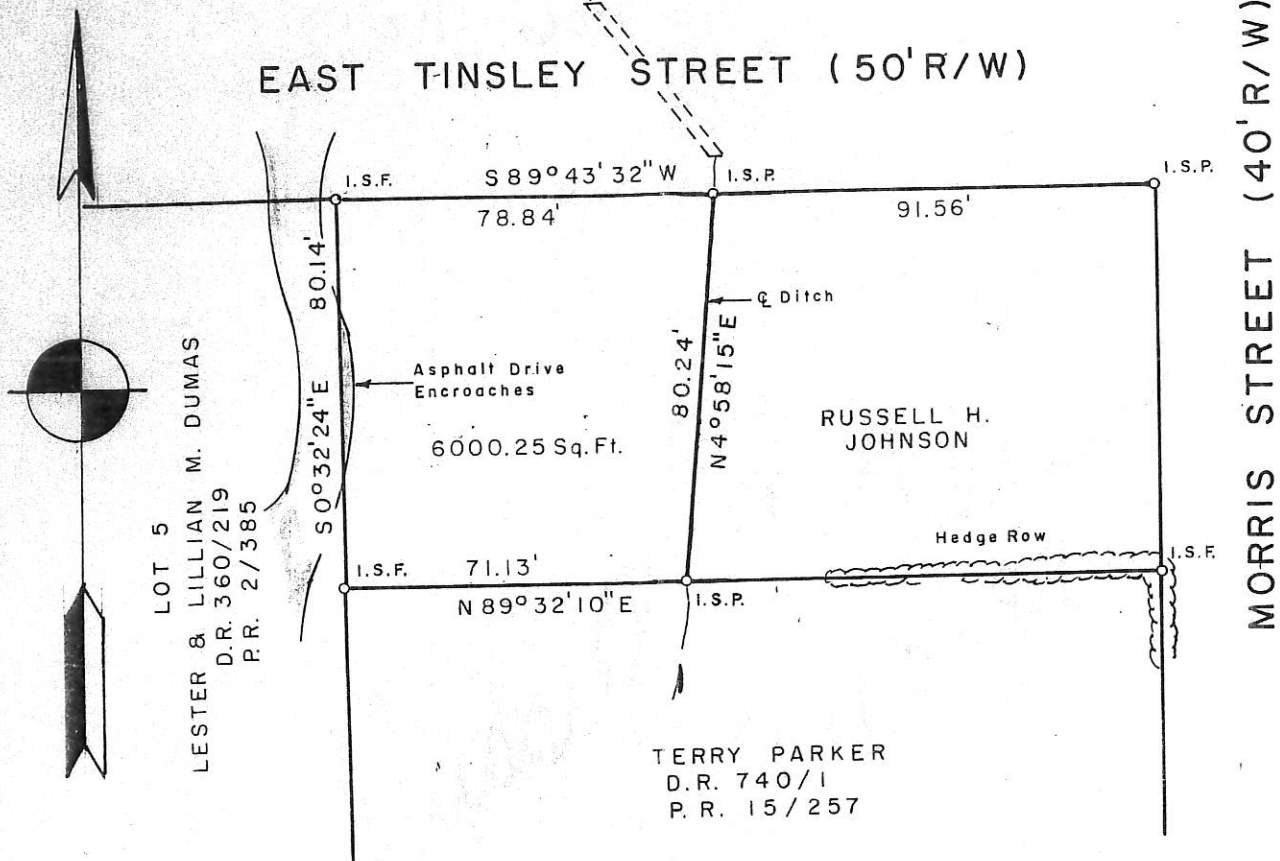 EAST TINSLEY STREET (50' R/W)
MORRIS STREET (40' R/W)
I.S.F.
S 89° 43' 32" W
I.S.P.
I.S.F.
78.84'
91.56'
80.14'
S 0° 32' 24" E
℄ Ditch
80.24'
N 4° 58' 15" E
Asphalt Drive
Encroaches
6000.25 Sq. Ft.
RUSSELL H.
JOHNSON
LOT 5
LESTER & LILLIAN M. DUMAS
D.R. 360/219
P.R. 2/385
Hedge Row
I.S.F.
I.S.F.
71.13'
N 89° 32' 10" E
I.S.P.
TERRY PARKER
D.R. 740/1
P.R. 15/257